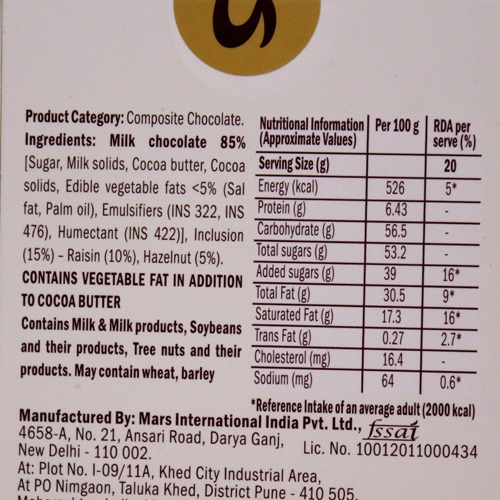 Product Category: Composite Chocolate.
Ingredients: Milk chocolate 85%
[Sugar, Milk solids, Cocoa butter, Cocoa
solids, Edible vegetable fats <5% (Sal
fat, Palm oil), Emulsifiers (INS 322, INS
476), Humectant (INS 422)], Inclusion
(15%) – Raisin (10%), Hazelnut (5%).
CONTAINS VEGETABLE FAT IN ADDITION
TO COCOA BUTTER
Contains Milk & Milk products, Soybeans
and their products, Tree nuts and their
products. May contain wheat, barley
Nutritional Information Per 100 g RDA per
(Approximate Values) serve (%)
Serving Size (g) 20
Energy (kcal) 526 5*
Protein (g) 6.43 -
Carbohydrate (g) 56.5 -
Total sugars (g) 53.2 -
Added sugars (g) 39 16*
Total Fat (g) 30.5 9*
Saturated Fat (g) 17.3 16*
Trans Fat (g) 0.27 2.7*
Cholesterol (mg) 16.4 -
Sodium (mg) 64 0.6*
*Reference Intake of an average adult (2000 kcal)
Manufactured By: Mars International India Pvt. Ltd.,
4658-A, No. 21, Ansari Road, Darya Ganj,
New Delhi - 110 002.
fssai
Lic. No. 10012011000434
At: Plot No. I-09/11A, Khed City Industrial Area,
At PO Nimgaon, Taluka Khed, District Pune - 410 505,